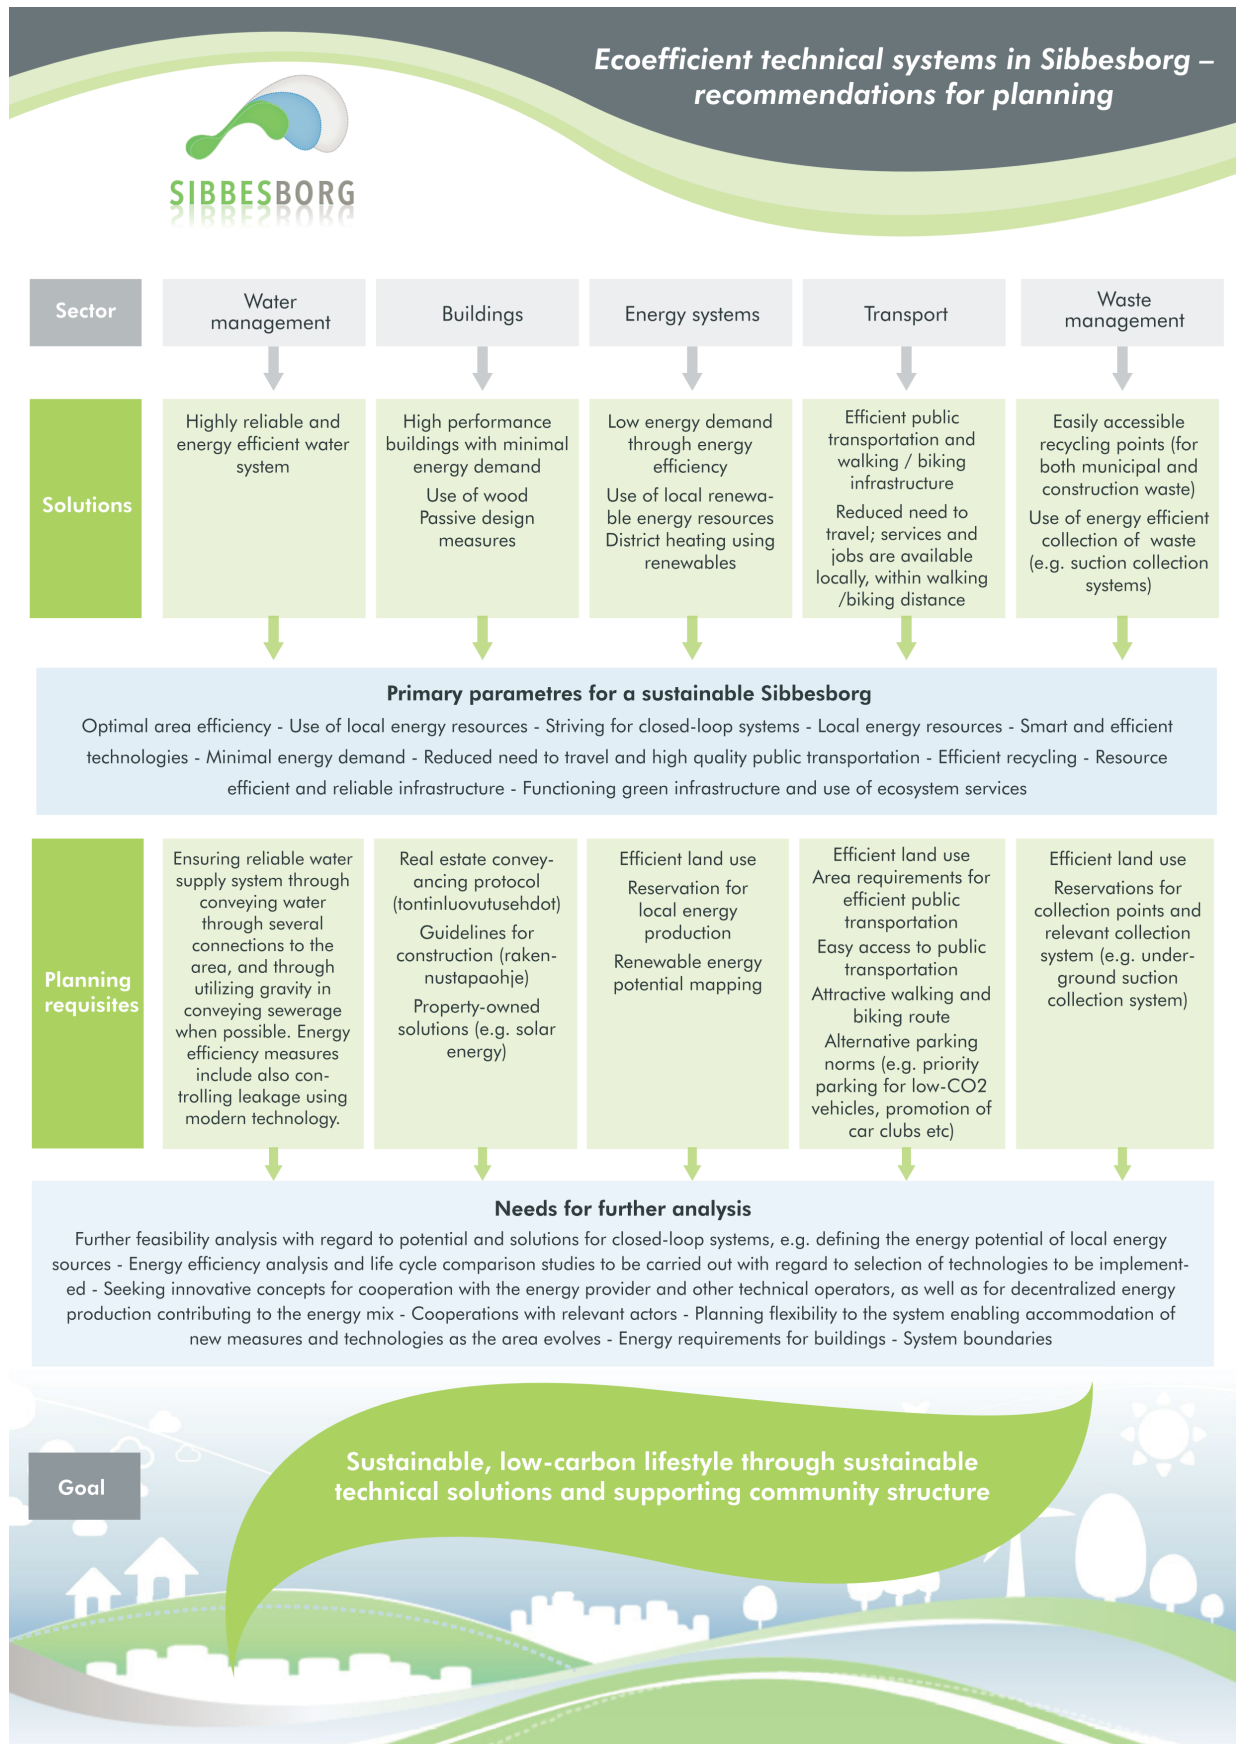 Ecoefficient technical systems in Sibbesborg –
recommendations for planning
SIBBESBORG
Sector
Water
management
Buildings
Energy systems
Transport
Waste
management
Solutions
Highly reliable and
energy efficient water
system
High performance
buildings with minimal
energy demand
Use of wood
Passive design
measures
Low energy demand
through energy
efficiency
Use of local renewa-
ble energy resources
District heating using
renewables
Efficient public
transportation and
walking / biking
infrastructure
Reduced need to
travel; services and
jobs are available
locally, within walking
/biking distance
Easily accessible
recycling points (for
both municipal and
construction waste)
Use of energy efficient
collection of  waste
(e.g. suction collection
systems)
Primary parametres for a sustainable Sibbesborg
Optimal area efficiency - Use of local energy resources - Striving for closed-loop systems - Local energy resources - Smart and efficient
technologies - Minimal energy demand - Reduced need to travel and high quality public transportation - Efficient recycling - Resource
efficient and reliable infrastructure - Functioning green infrastructure and use of ecosystem services
Planning
requisites
Ensuring reliable water
supply system through
conveying water
through several
connections to the
area, and through
utilizing gravity in
conveying sewerage
when possible. Energy
efficiency measures
include also con-
trolling leakage using
modern technology.
Real estate convey-
ancing protocol
(tontinluovutusehdot)
Guidelines for
construction (raken-
nustapaohje)
Property-owned
solutions (e.g. solar
energy)
Efficient land use
Reservation for
local energy
production
Renewable energy
potential mapping
Efficient land use
Area requirements for
efficient public
transportation
Easy access to public
transportation
Attractive walking and
biking route
Alternative parking
norms (e.g. priority
parking for low-CO2
vehicles, promotion of
car clubs etc)
Efficient land use
Reservations for
collection points and
relevant collection
system (e.g. under-
ground suction
collection system)
Needs for further analysis
Further feasibility analysis with regard to potential and solutions for closed-loop systems, e.g. defining the energy potential of local energy
sources - Energy efficiency analysis and life cycle comparison studies to be carried out with regard to selection of technologies to be implement-
ed - Seeking innovative concepts for cooperation with the energy provider and other technical operators, as well as for decentralized energy
production contributing to the energy mix - Cooperations with relevant actors - Planning flexibility to the system enabling accommodation of
new measures and technologies as the area evolves - Energy requirements for buildings - System boundaries
Goal
Sustainable, low-carbon lifestyle through sustainable
technical solutions and supporting community structure